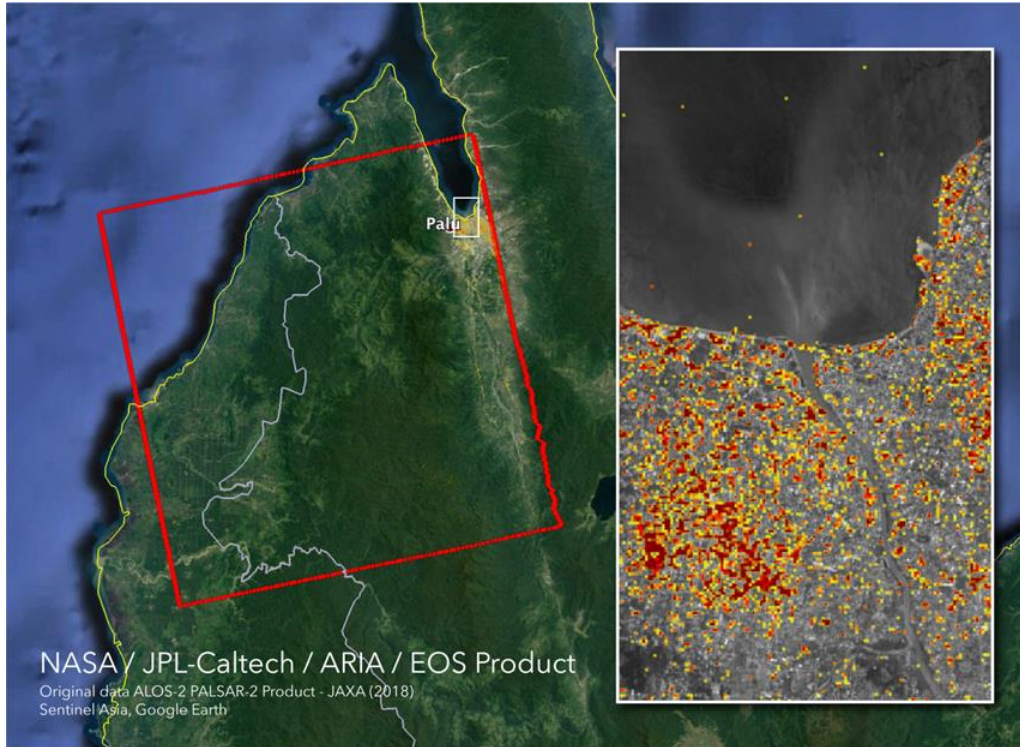 Palu
NASA / JPL-Caltech / ARIA / EOS Product
Original data ALOS-2 PALSAR-2 Product - JAXA (2018)
Sentinel Asia, Google Earth